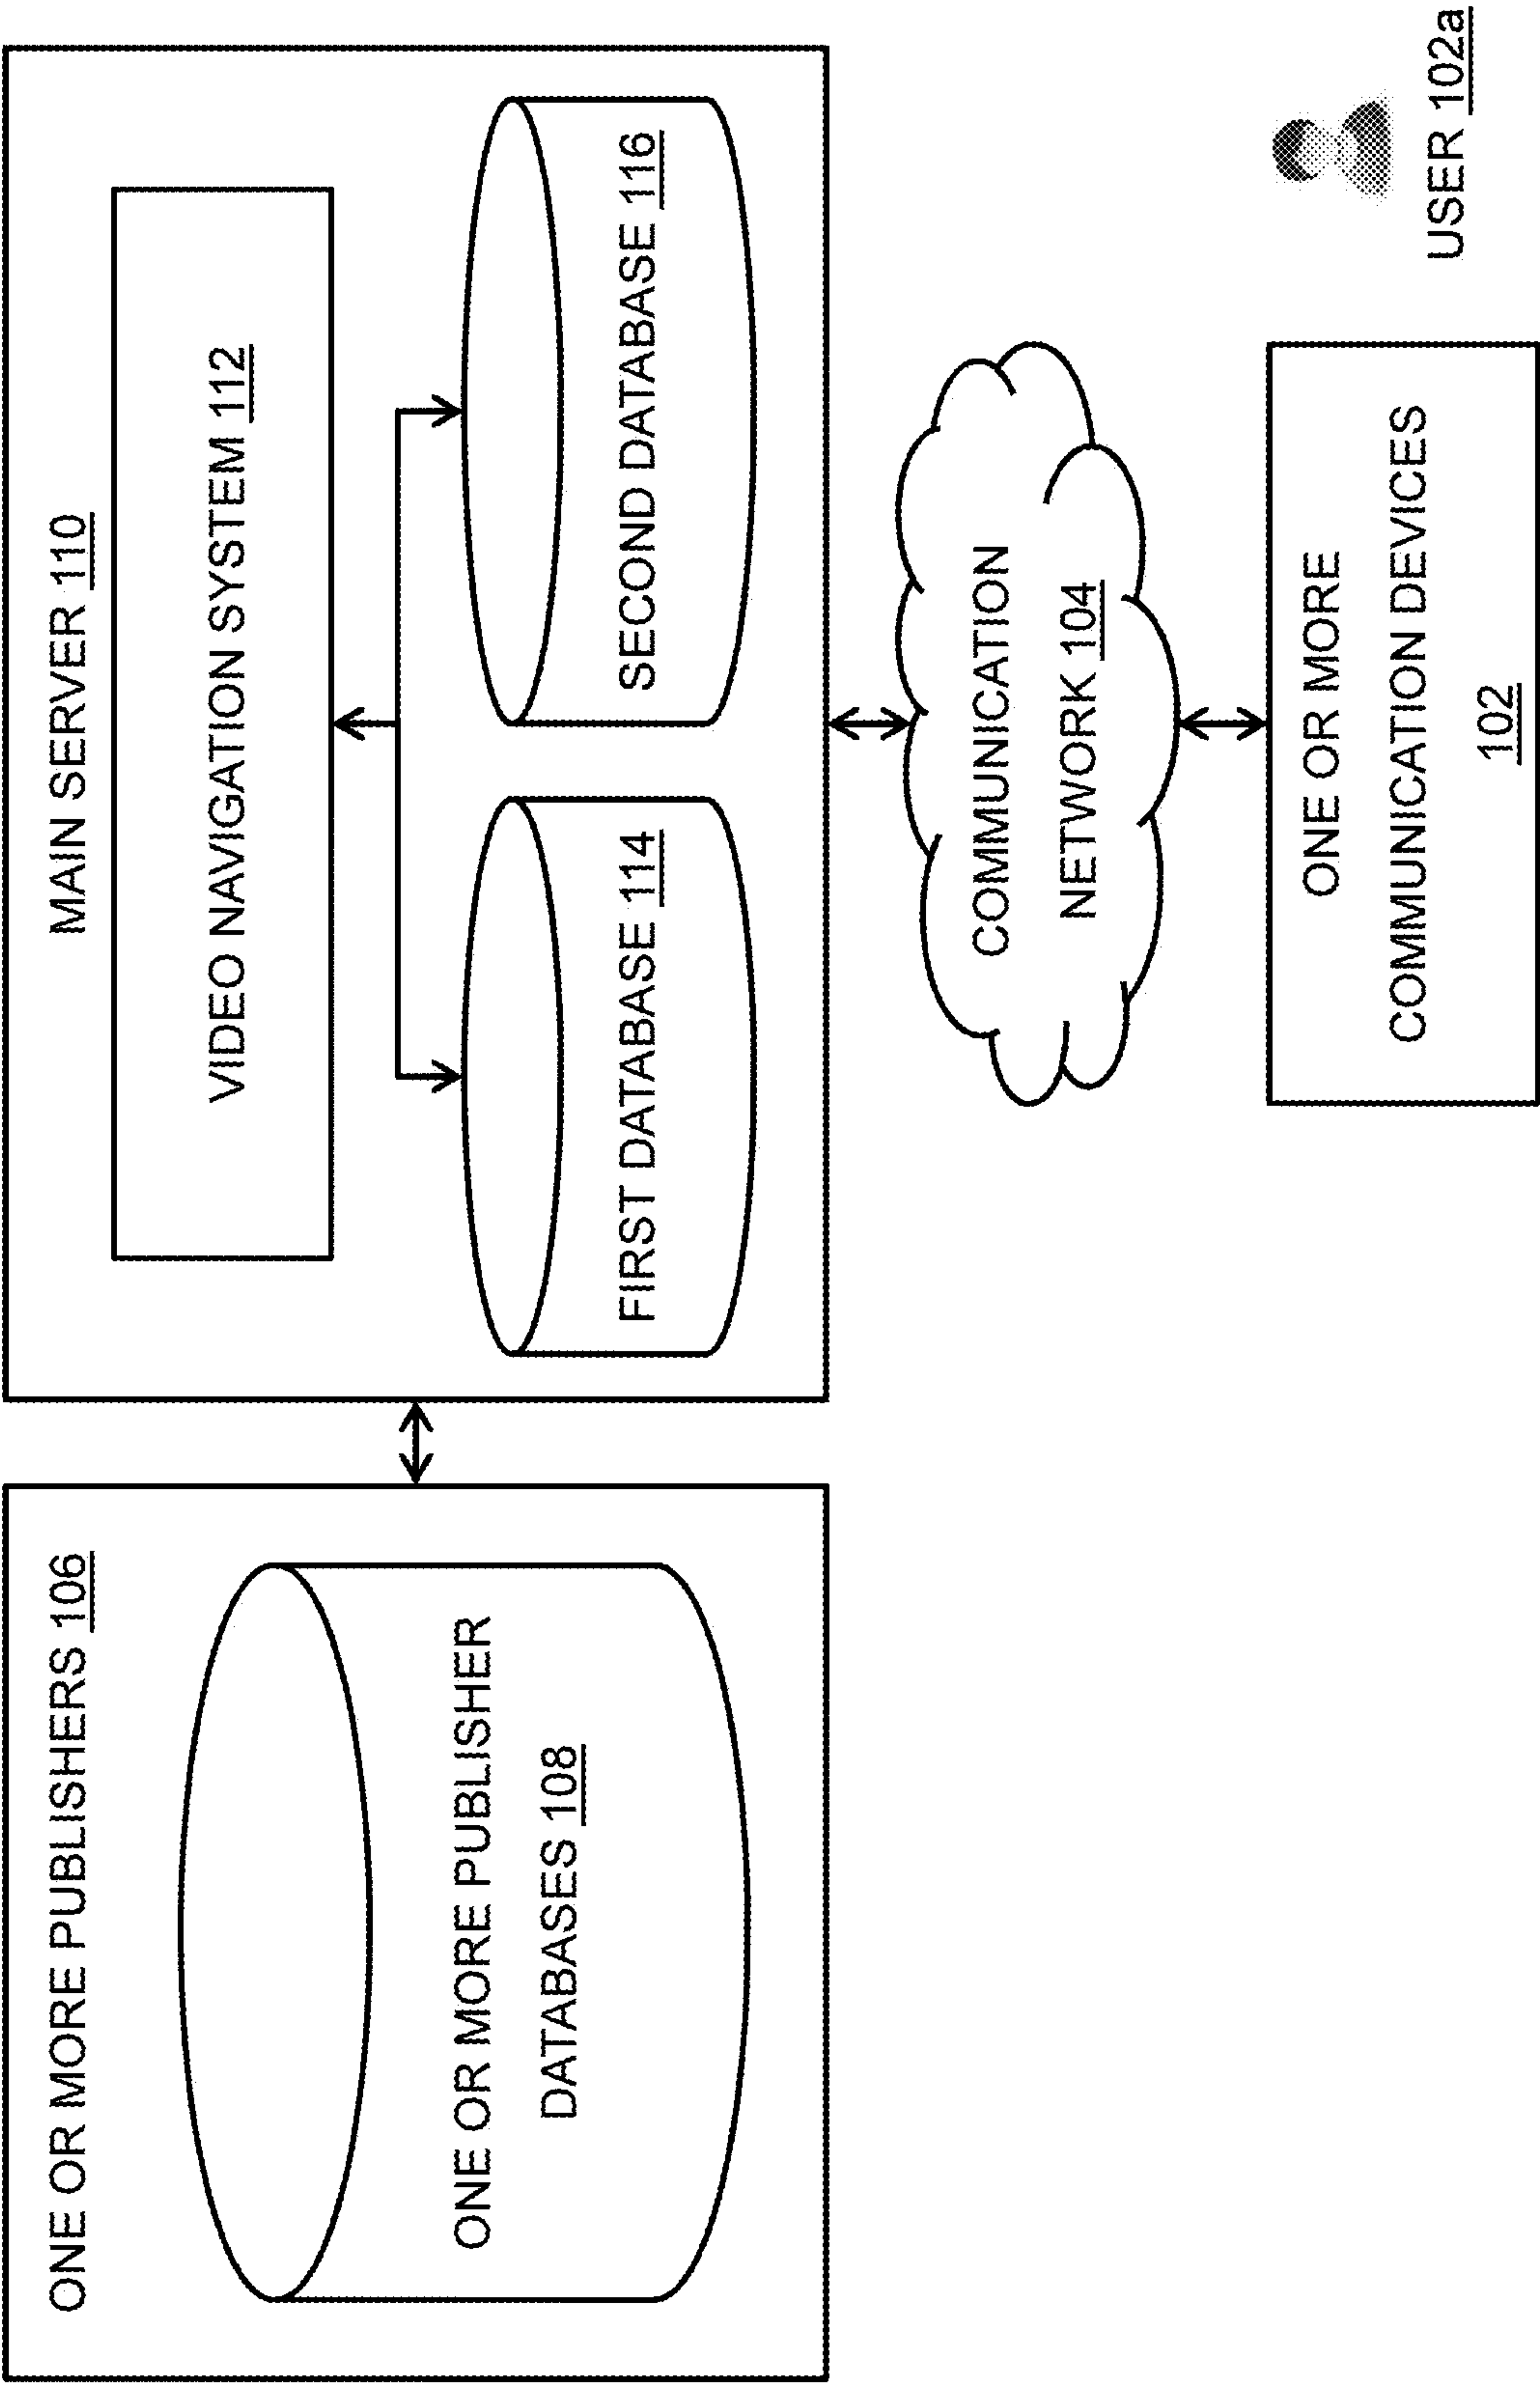 ONE OR MORE PUBLISHERS 106
ONE OR MORE PUBLISHER
DATABASES 108
MAIN SERVER 110
VIDEO NAVIGATION SYSTEM 112
FIRST DATABASE 114
SECOND DATABASE 116
COMMUNICATION
NETWORK 104
ONE OR MORE
COMMUNICATION DEVICES
102
USER 102a